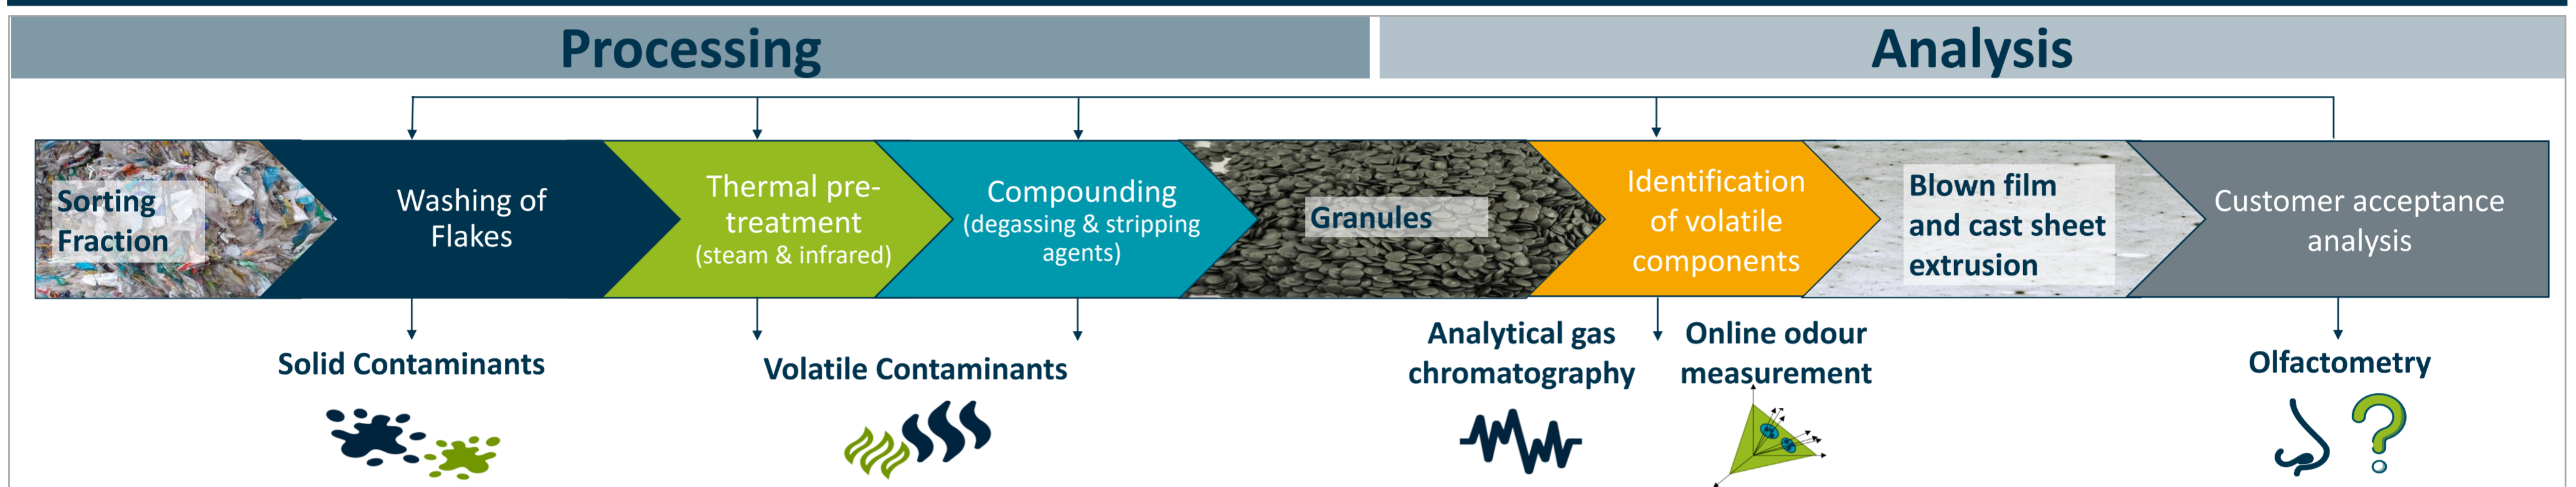 Processing
Analysis
Sorting
Fraction
Washing of
Flakes
Thermal pre-
treatment
(steam & infrared)
Compounding
(degassing & stripping
agents)
Granules
Identification
of volatile
components
Blown film
and cast sheet
extrusion
Customer acceptance
analysis
Solid Contaminants
Volatile Contaminants
Analytical gas
chromatography
Online odour
measurement
Olfactometry
?